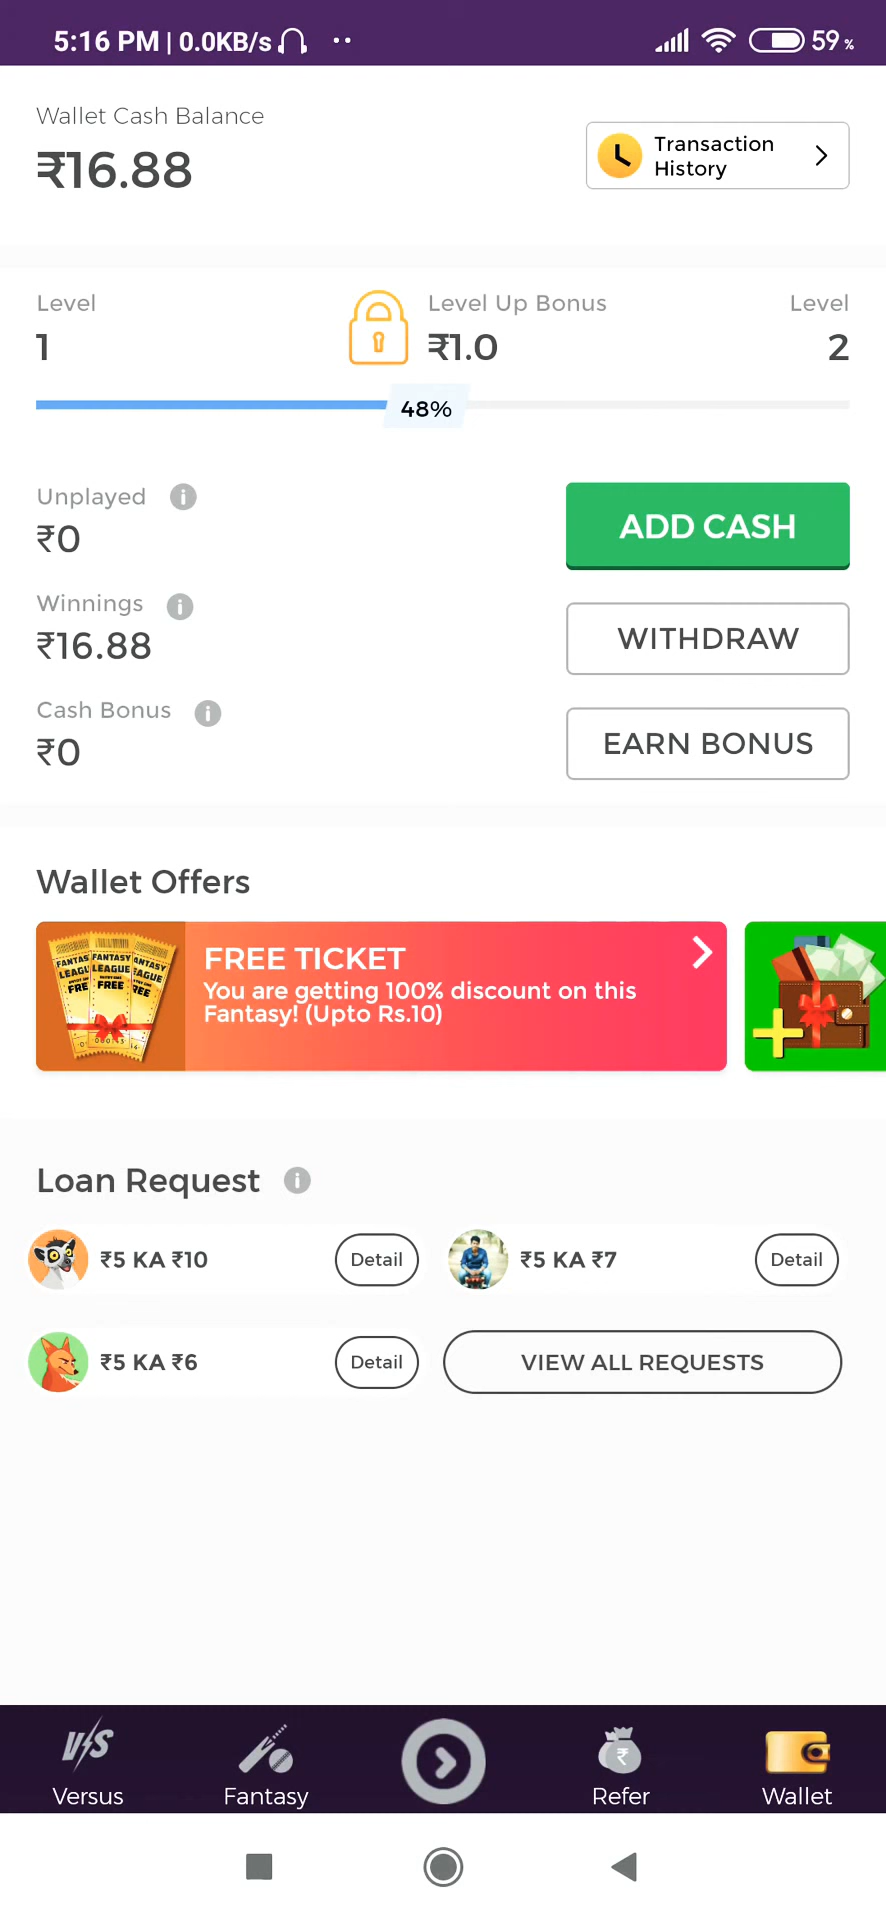 5:16 PM | 0.0KB/s
59 %
Wallet Cash Balance
₹16.88
Transaction
History
Level
1
Level Up Bonus
₹1.0
Level
2
48%
Unplayed
₹0
ADD CASH
Winnings
₹16.88
WITHDRAW
Cash Bonus
₹0
EARN BONUS
Wallet Offers
FANTASY
LEAGUE
FREE
FREE TICKET
You are getting 100% discount on this
Fantasy! (Upto Rs.10)
Loan Request
₹5 KA ₹10
Detail
₹5 KA ₹7
Detail
₹5 KA ₹6
Detail
VIEW ALL REQUESTS
V/S
Versus
Fantasy
₹
Refer
Wallet